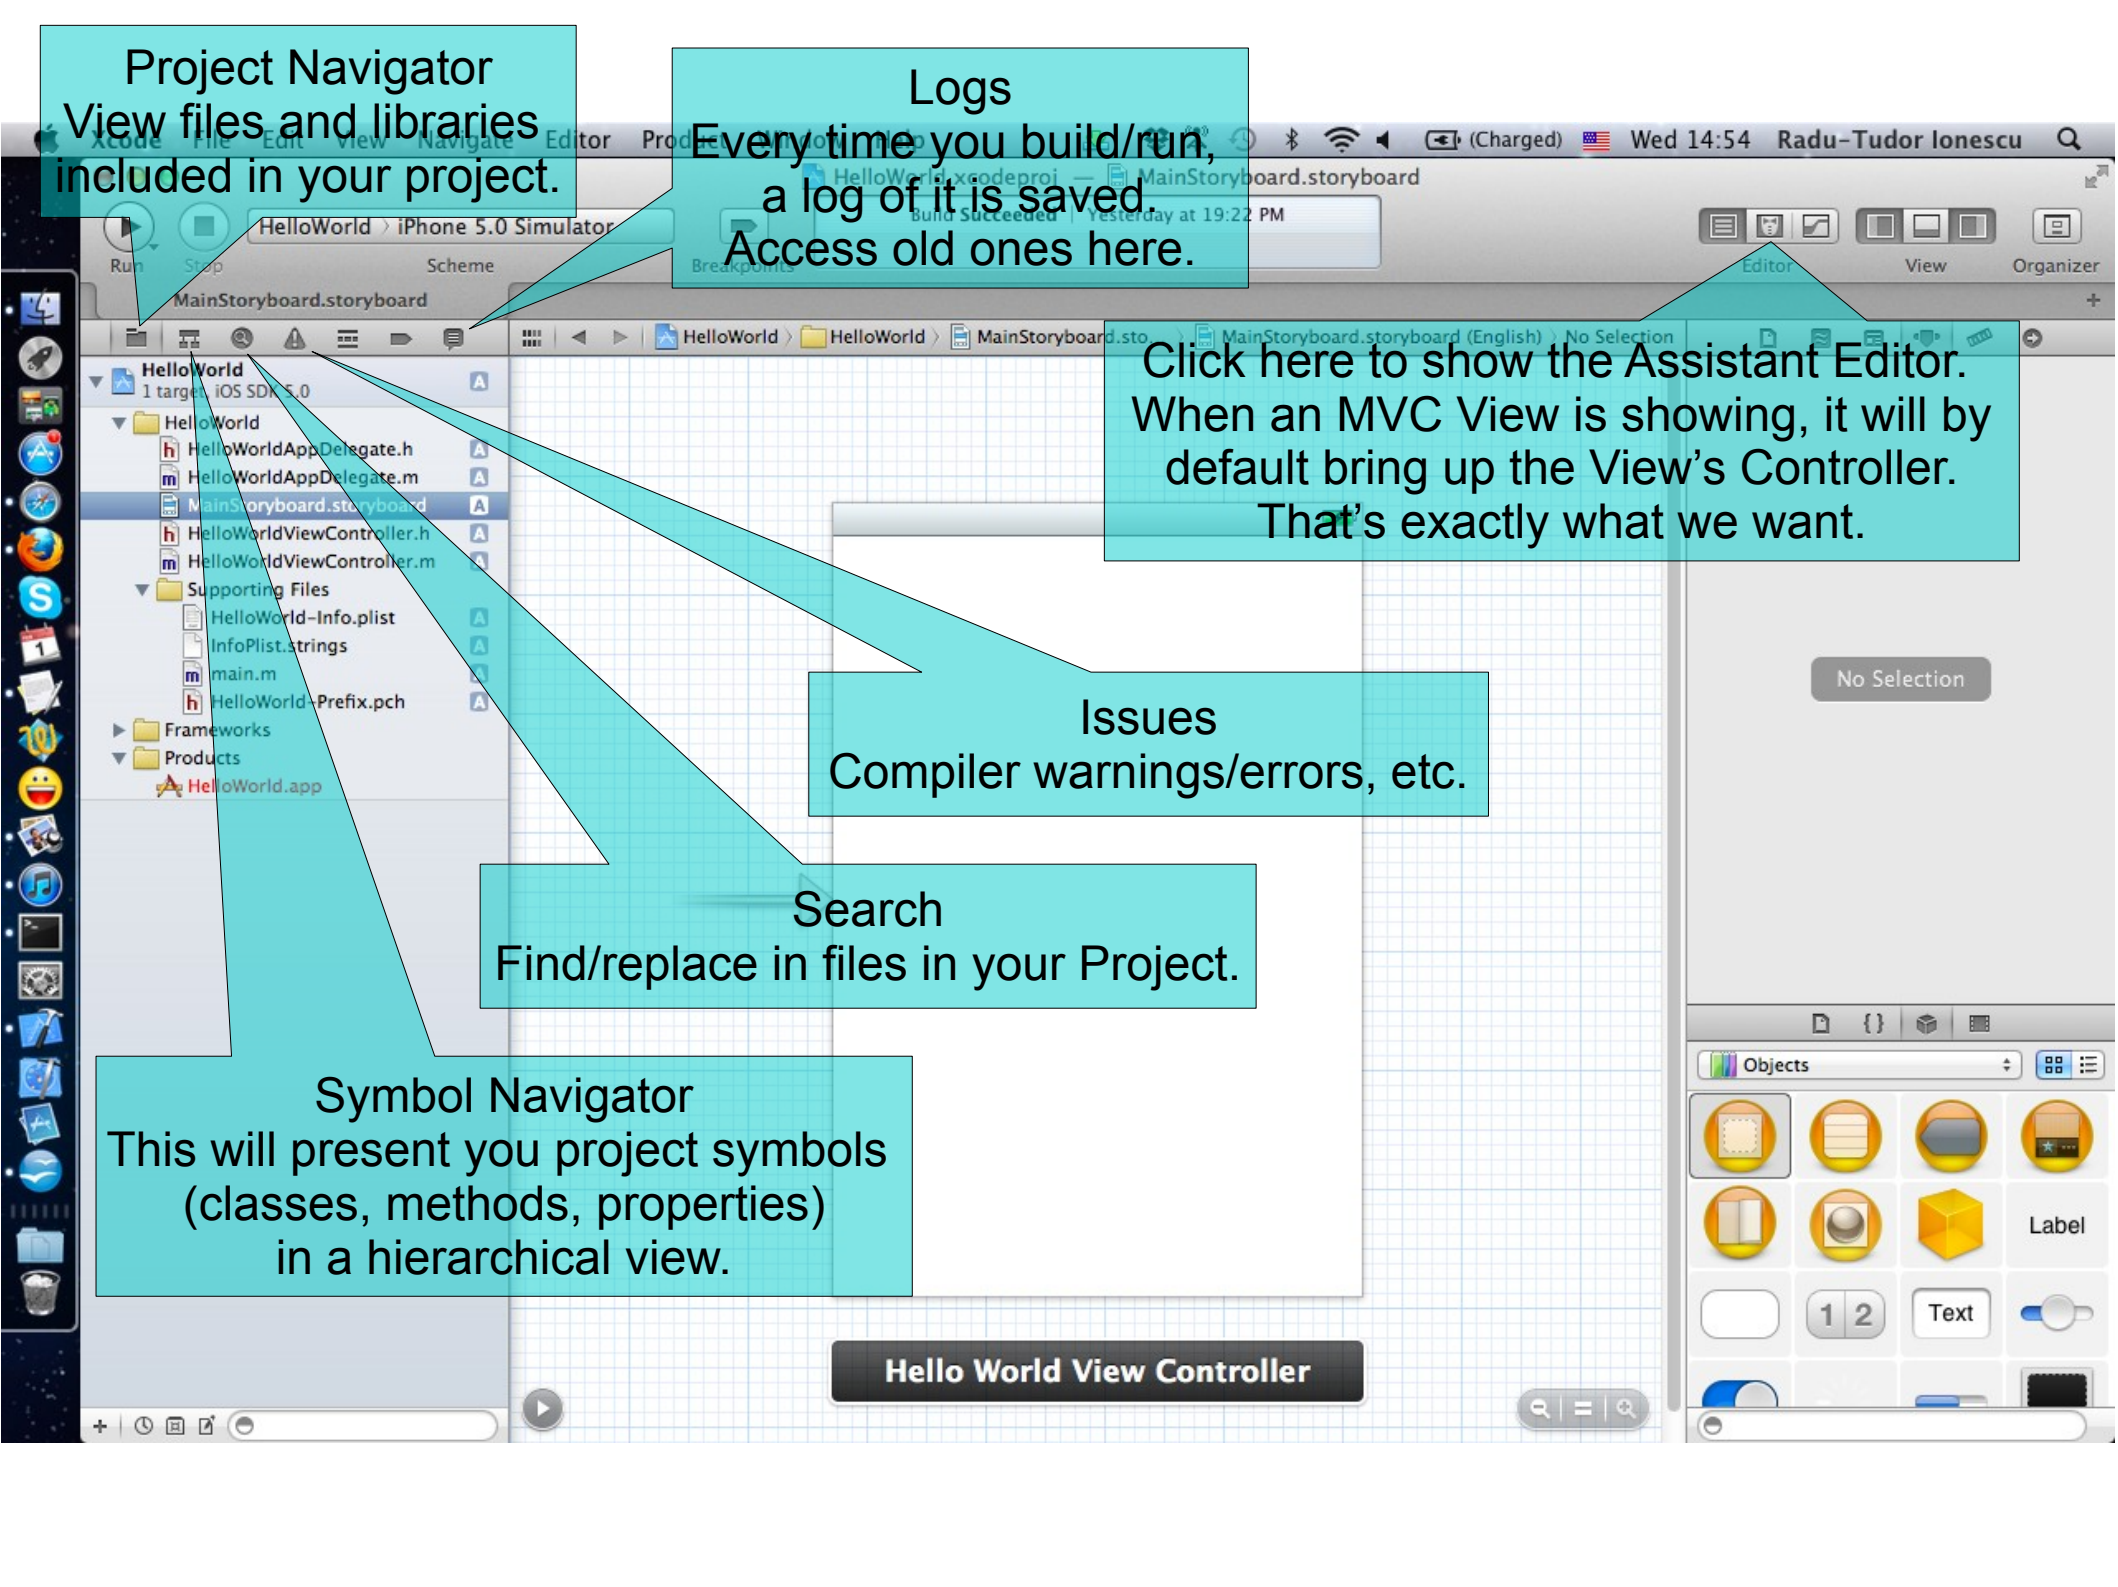 Project Navigator
View files and libraries
included in your project.
Logs
Every time you build/run,
a log of it is saved.
Access old ones here.
Xcode File Edit View Navigate Editor Product Window Help (Charged) Wed 14:54 Radu-Tudor Ionescu
HelloWorld.xcodeproj — MainStoryboard.storyboard
HelloWorld iPhone 5.0 Simulator
Build Succeeded | Yesterday at 19:22 PM
Run Stop Scheme Breakpoints Editor View Organizer
MainStoryboard.storyboard
HelloWorld HelloWorld MainStoryboard.sto... MainStoryboard.storyboard (English) No Selection
Click here to show the Assistant Editor.
When an MVC View is showing, it will by
default bring up the View’s Controller.
That’s exactly what we want.
HelloWorld
1 target, iOS SDK 5.0
A
HelloWorld
h HelloWorldAppDelegate.h A
m HelloWorldAppDelegate.m A
MainStoryboard.storyboard A
h HelloWorldViewController.h A
m HelloWorldViewController.m A
Supporting Files
HelloWorld-Info.plist A
InfoPlist.strings A
m main.m A
h HelloWorld-Prefix.pch A
Frameworks
Products
HelloWorld.app
No Selection
Issues
Compiler warnings/errors, etc.
Search
Find/replace in files in your Project.
Symbol Navigator
This will present you project symbols
(classes, methods, properties)
in a hierarchical view.
{}
Objects
Label
1 2
Text
Hello World View Controller